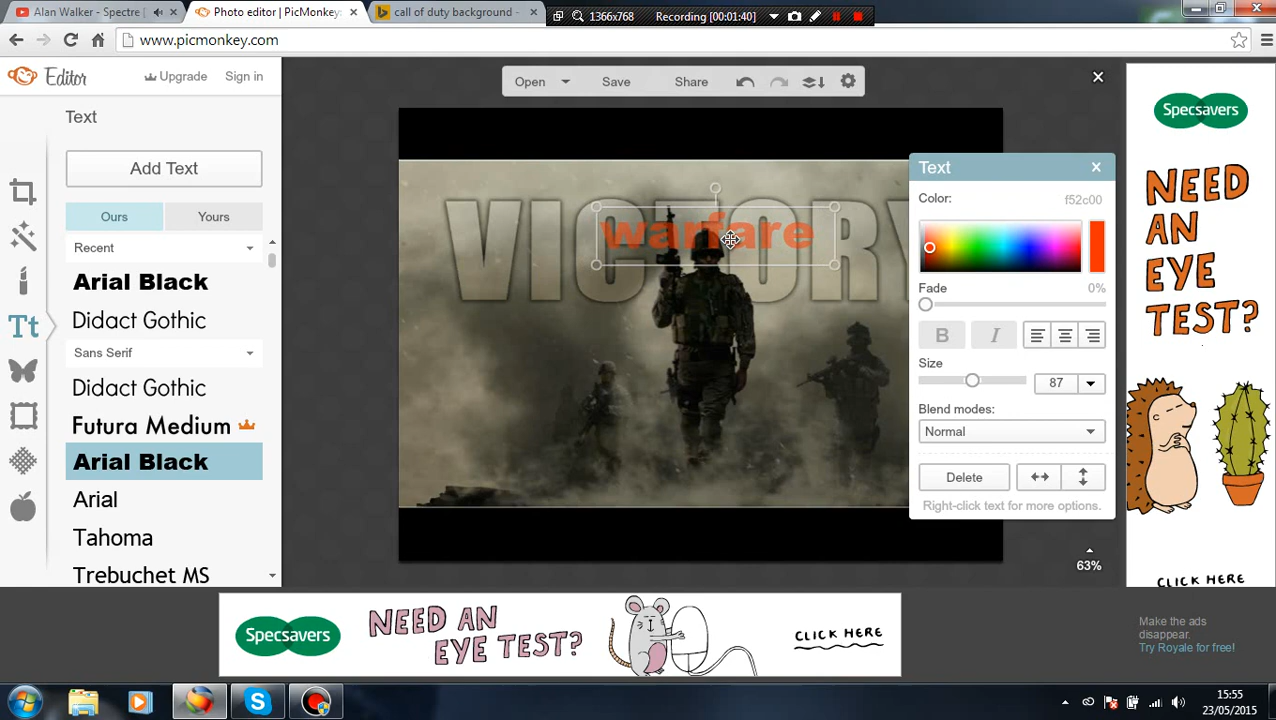 Alan Walker - Spectre [
Photo editor | PicMonkey:
call of duty background -
1366x768
Recording [00:01:40]
www.picmonkey.com
Editor
Upgrade
Sign in
Open
Save
Share
Text
Add Text
Ours
Yours
Recent
Arial Black
Didact Gothic
Sans Serif
Didact Gothic
Futura Medium
Arial Black
Arial
Tahoma
Trebuchet MS
Tt
VICTORY
warfare
Text
Color:
f52c00
Fade
0%
B
I
Size
87
Blend modes:
Normal
Delete
Right-click text for more options.
63%
Specsavers
NEED
AN
EYE
TEST?
CLICK HERE
Specsavers
NEED AN
EYE TEST?
CLICK HERE
Make the ads
disappear.
Try Royale for free!
15:55
23/05/2015